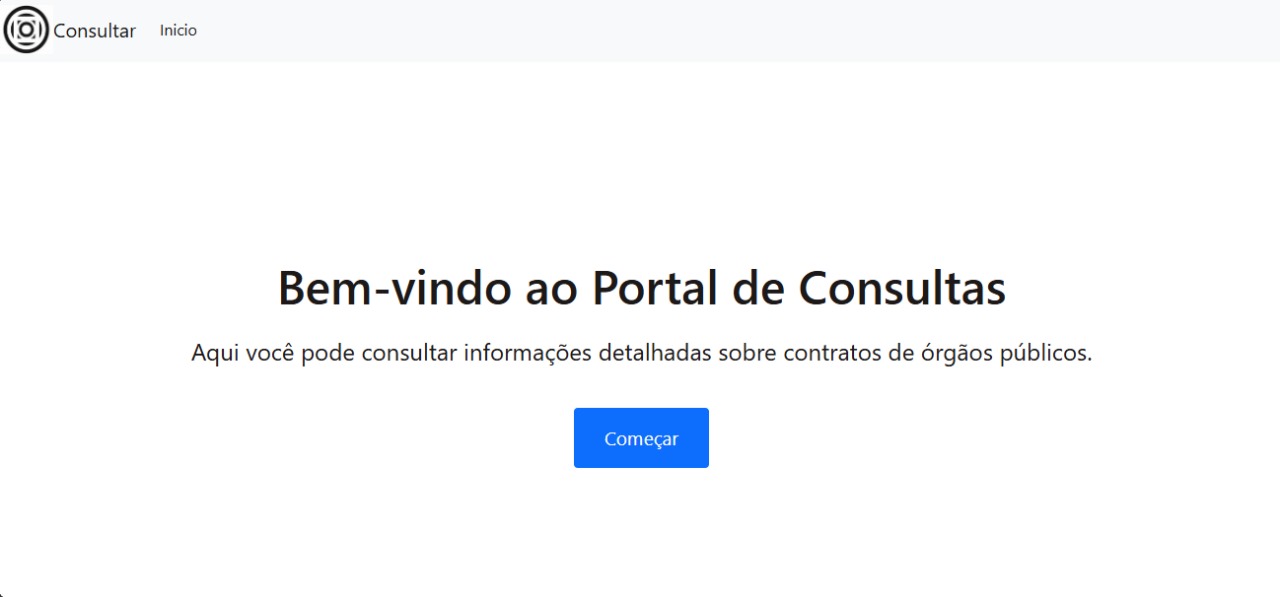 Consultar Inicio
Bem-vindo ao Portal de Consultas
Aqui você pode consultar informações detalhadas sobre contratos de órgãos públicos.
Começar